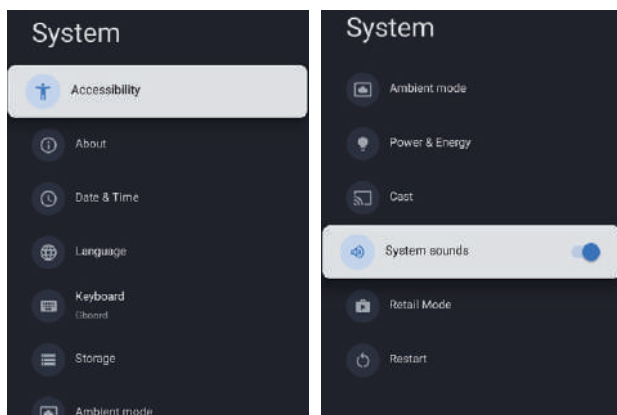 System
Accessibility
About
Date & Time
Language
Keyboard
Gboard
Storage
Ambient mode
System
Ambient mode
Power & Energy
Cast
System sounds
Retail Mode
Restart